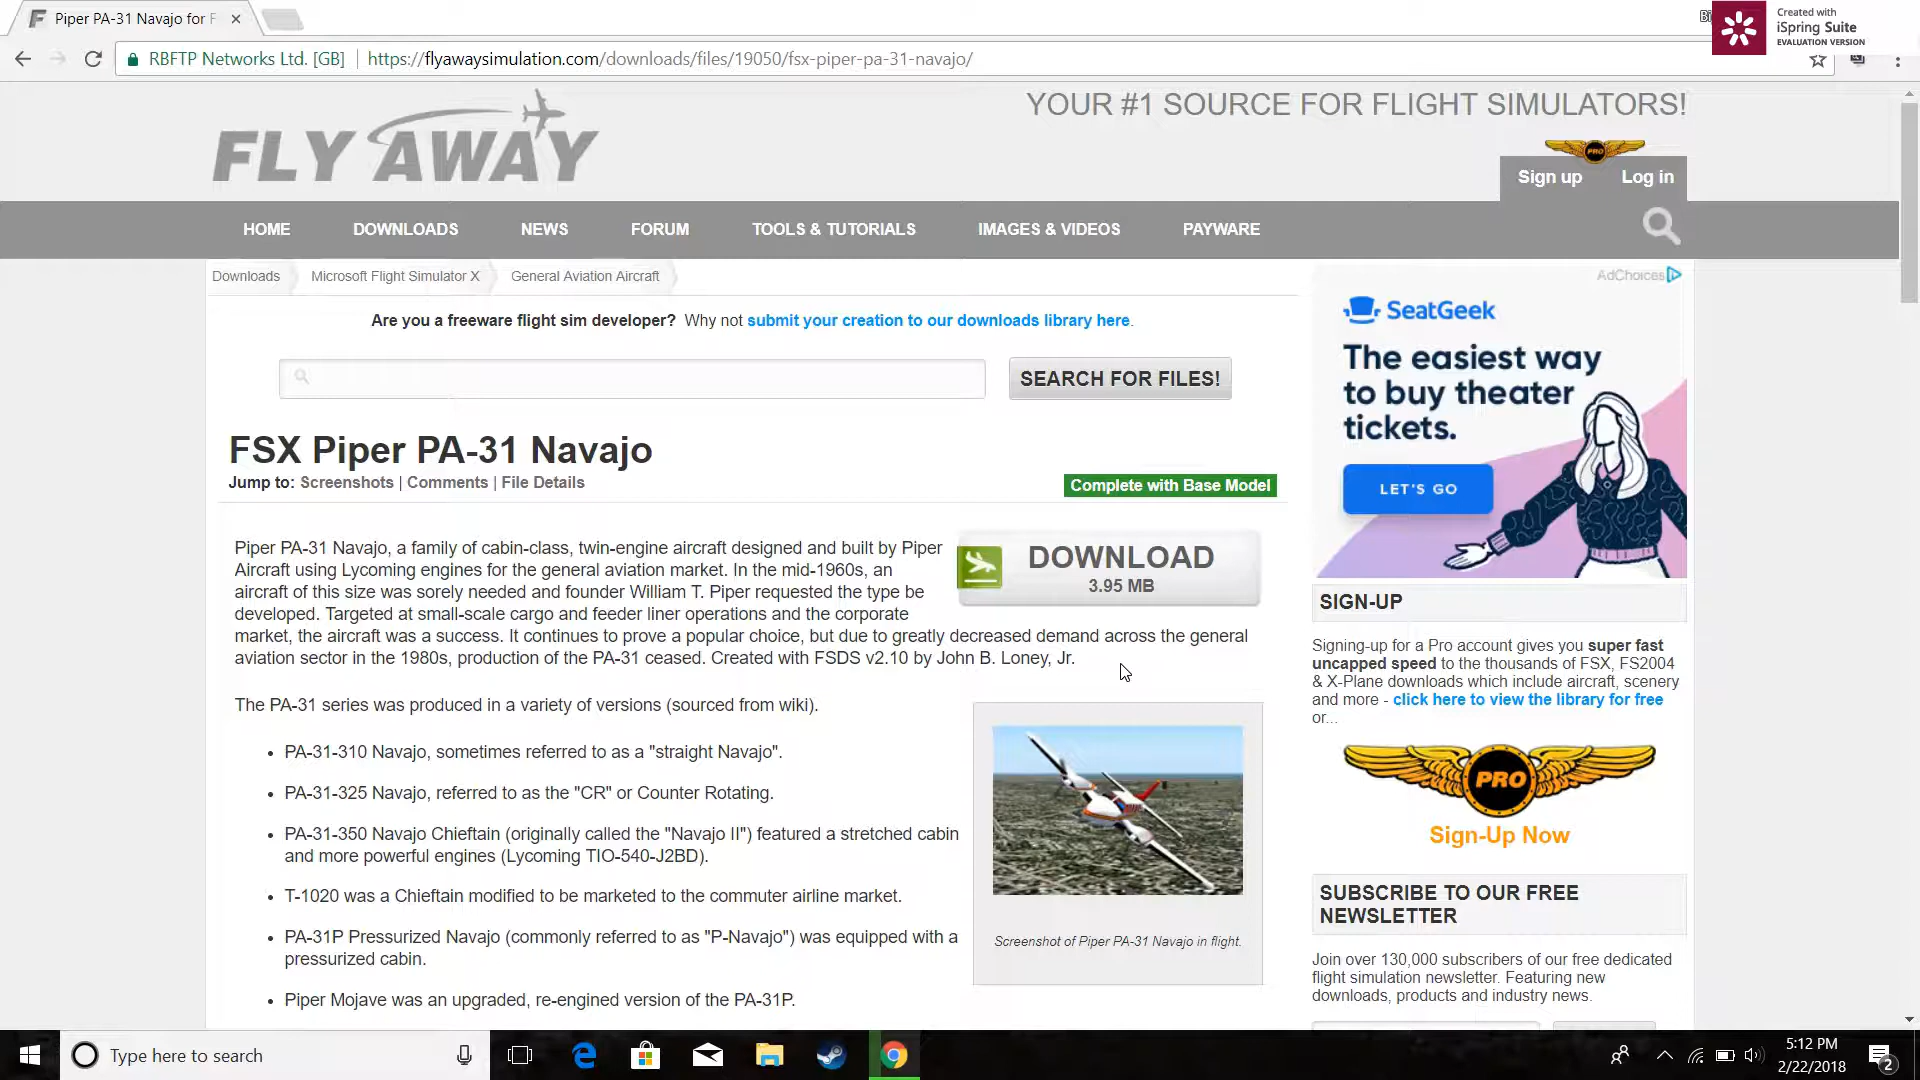 Piper PA-31 Navajo for F
Created with
iSpring Suite
EVALUATION VERSION
RBFTP Networks Ltd. [GB]
https://flyawaysimulation.com/downloads/files/19050/fsx-piper-pa-31-navajo/
FLY AWAY
YOUR #1 SOURCE FOR FLIGHT SIMULATORS!
PRO
Sign up Log in
HOME DOWNLOADS NEWS FORUM TOOLS & TUTORIALS IMAGES & VIDEOS PAYWARE
Downloads Microsoft Flight Simulator X General Aviation Aircraft
Are you a freeware flight sim developer? Why not submit your creation to our downloads library here.
SEARCH FOR FILES!
FSX Piper PA-31 Navajo
Jump to: Screenshots | Comments | File Details
Complete with Base Model
DOWNLOAD
3.95 MB
Piper PA-31 Navajo, a family of cabin-class, twin-engine aircraft designed and built by Piper
Aircraft using Lycoming engines for the general aviation market. In the mid-1960s, an
aircraft of this size was sorely needed and founder William T. Piper requested the type be
developed. Targeted at small-scale cargo and feeder liner operations and the corporate
market, the aircraft was a success. It continues to prove a popular choice, but due to greatly decreased demand across the general
aviation sector in the 1980s, production of the PA-31 ceased. Created with FSDS v2.10 by John B. Loney, Jr.
The PA-31 series was produced in a variety of versions (sourced from wiki).
• PA-31-310 Navajo, sometimes referred to as a "straight Navajo".
• PA-31-325 Navajo, referred to as the "CR" or Counter Rotating.
• PA-31-350 Navajo Chieftain (originally called the "Navajo II") featured a stretched cabin
and more powerful engines (Lycoming TIO-540-J2BD).
• T-1020 was a Chieftain modified to be marketed to the commuter airline market.
• PA-31P Pressurized Navajo (commonly referred to as "P-Navajo") was equipped with a
pressurized cabin.
• Piper Mojave was an upgraded, re-engined version of the PA-31P.
Screenshot of Piper PA-31 Navajo in flight.
AdChoices
SeatGeek
The easiest way
to buy theater
tickets.
LET'S GO
SIGN-UP
Signing-up for a Pro account gives you super fast
uncapped speed to the thousands of FSX, FS2004
& X-Plane downloads which include aircraft, scenery
and more - click here to view the library for free
or...
PRO
Sign-Up Now
SUBSCRIBE TO OUR FREE
NEWSLETTER
Join over 130,000 subscribers of our free dedicated
flight simulation newsletter. Featuring new
downloads, products and industry news.
Type here to search
5:12 PM
2/22/2018
2